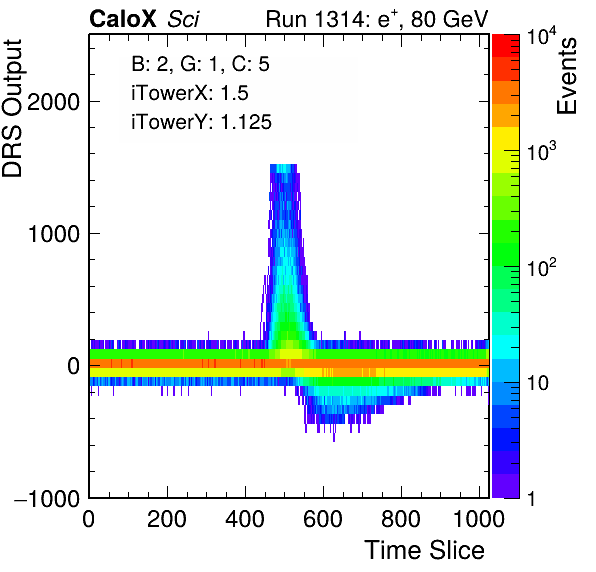 CaloX Sci
Run 1314: e⁺, 80 GeV
B: 2, G: 1, C: 5
iTowerX: 1.5
iTowerY: 1.125
DRS Output
2000
1000
0
−1000
0 200 400 600 800 1000
Time Slice
Events
10⁴
10³
10²
10
1